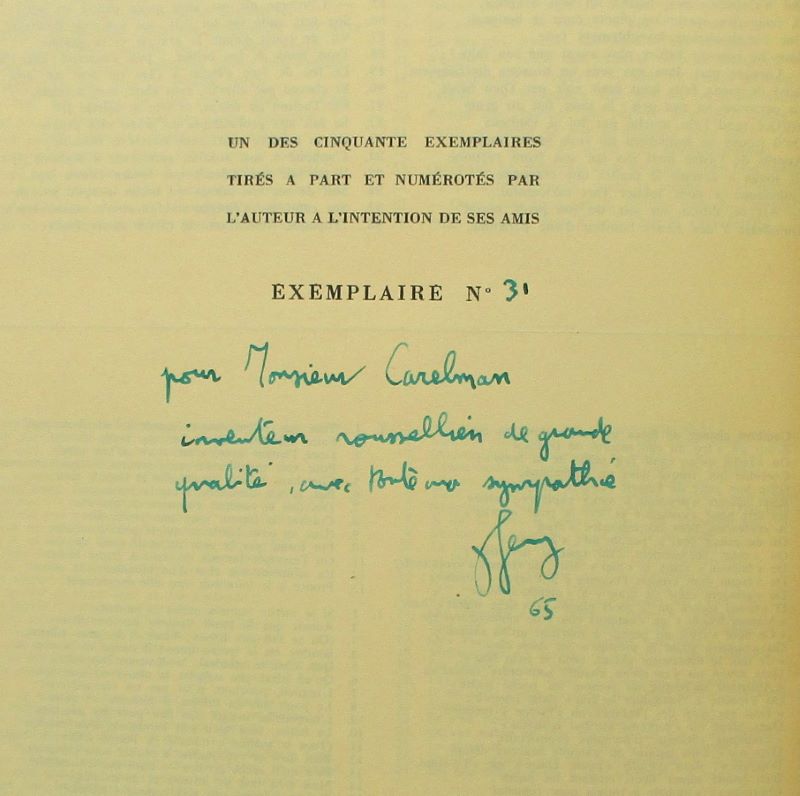 UN DES CINQUANTE EXEMPLAIRES
TIRÉS A PART ET NUMÉROTÉS PAR
L'AUTEUR A L'INTENTION DE SES AMIS
EXEMPLAIRE N° 31
pour Monsieur Carelman
inventeur roussellien de grande
qualité, avec toute ma sympathie
65